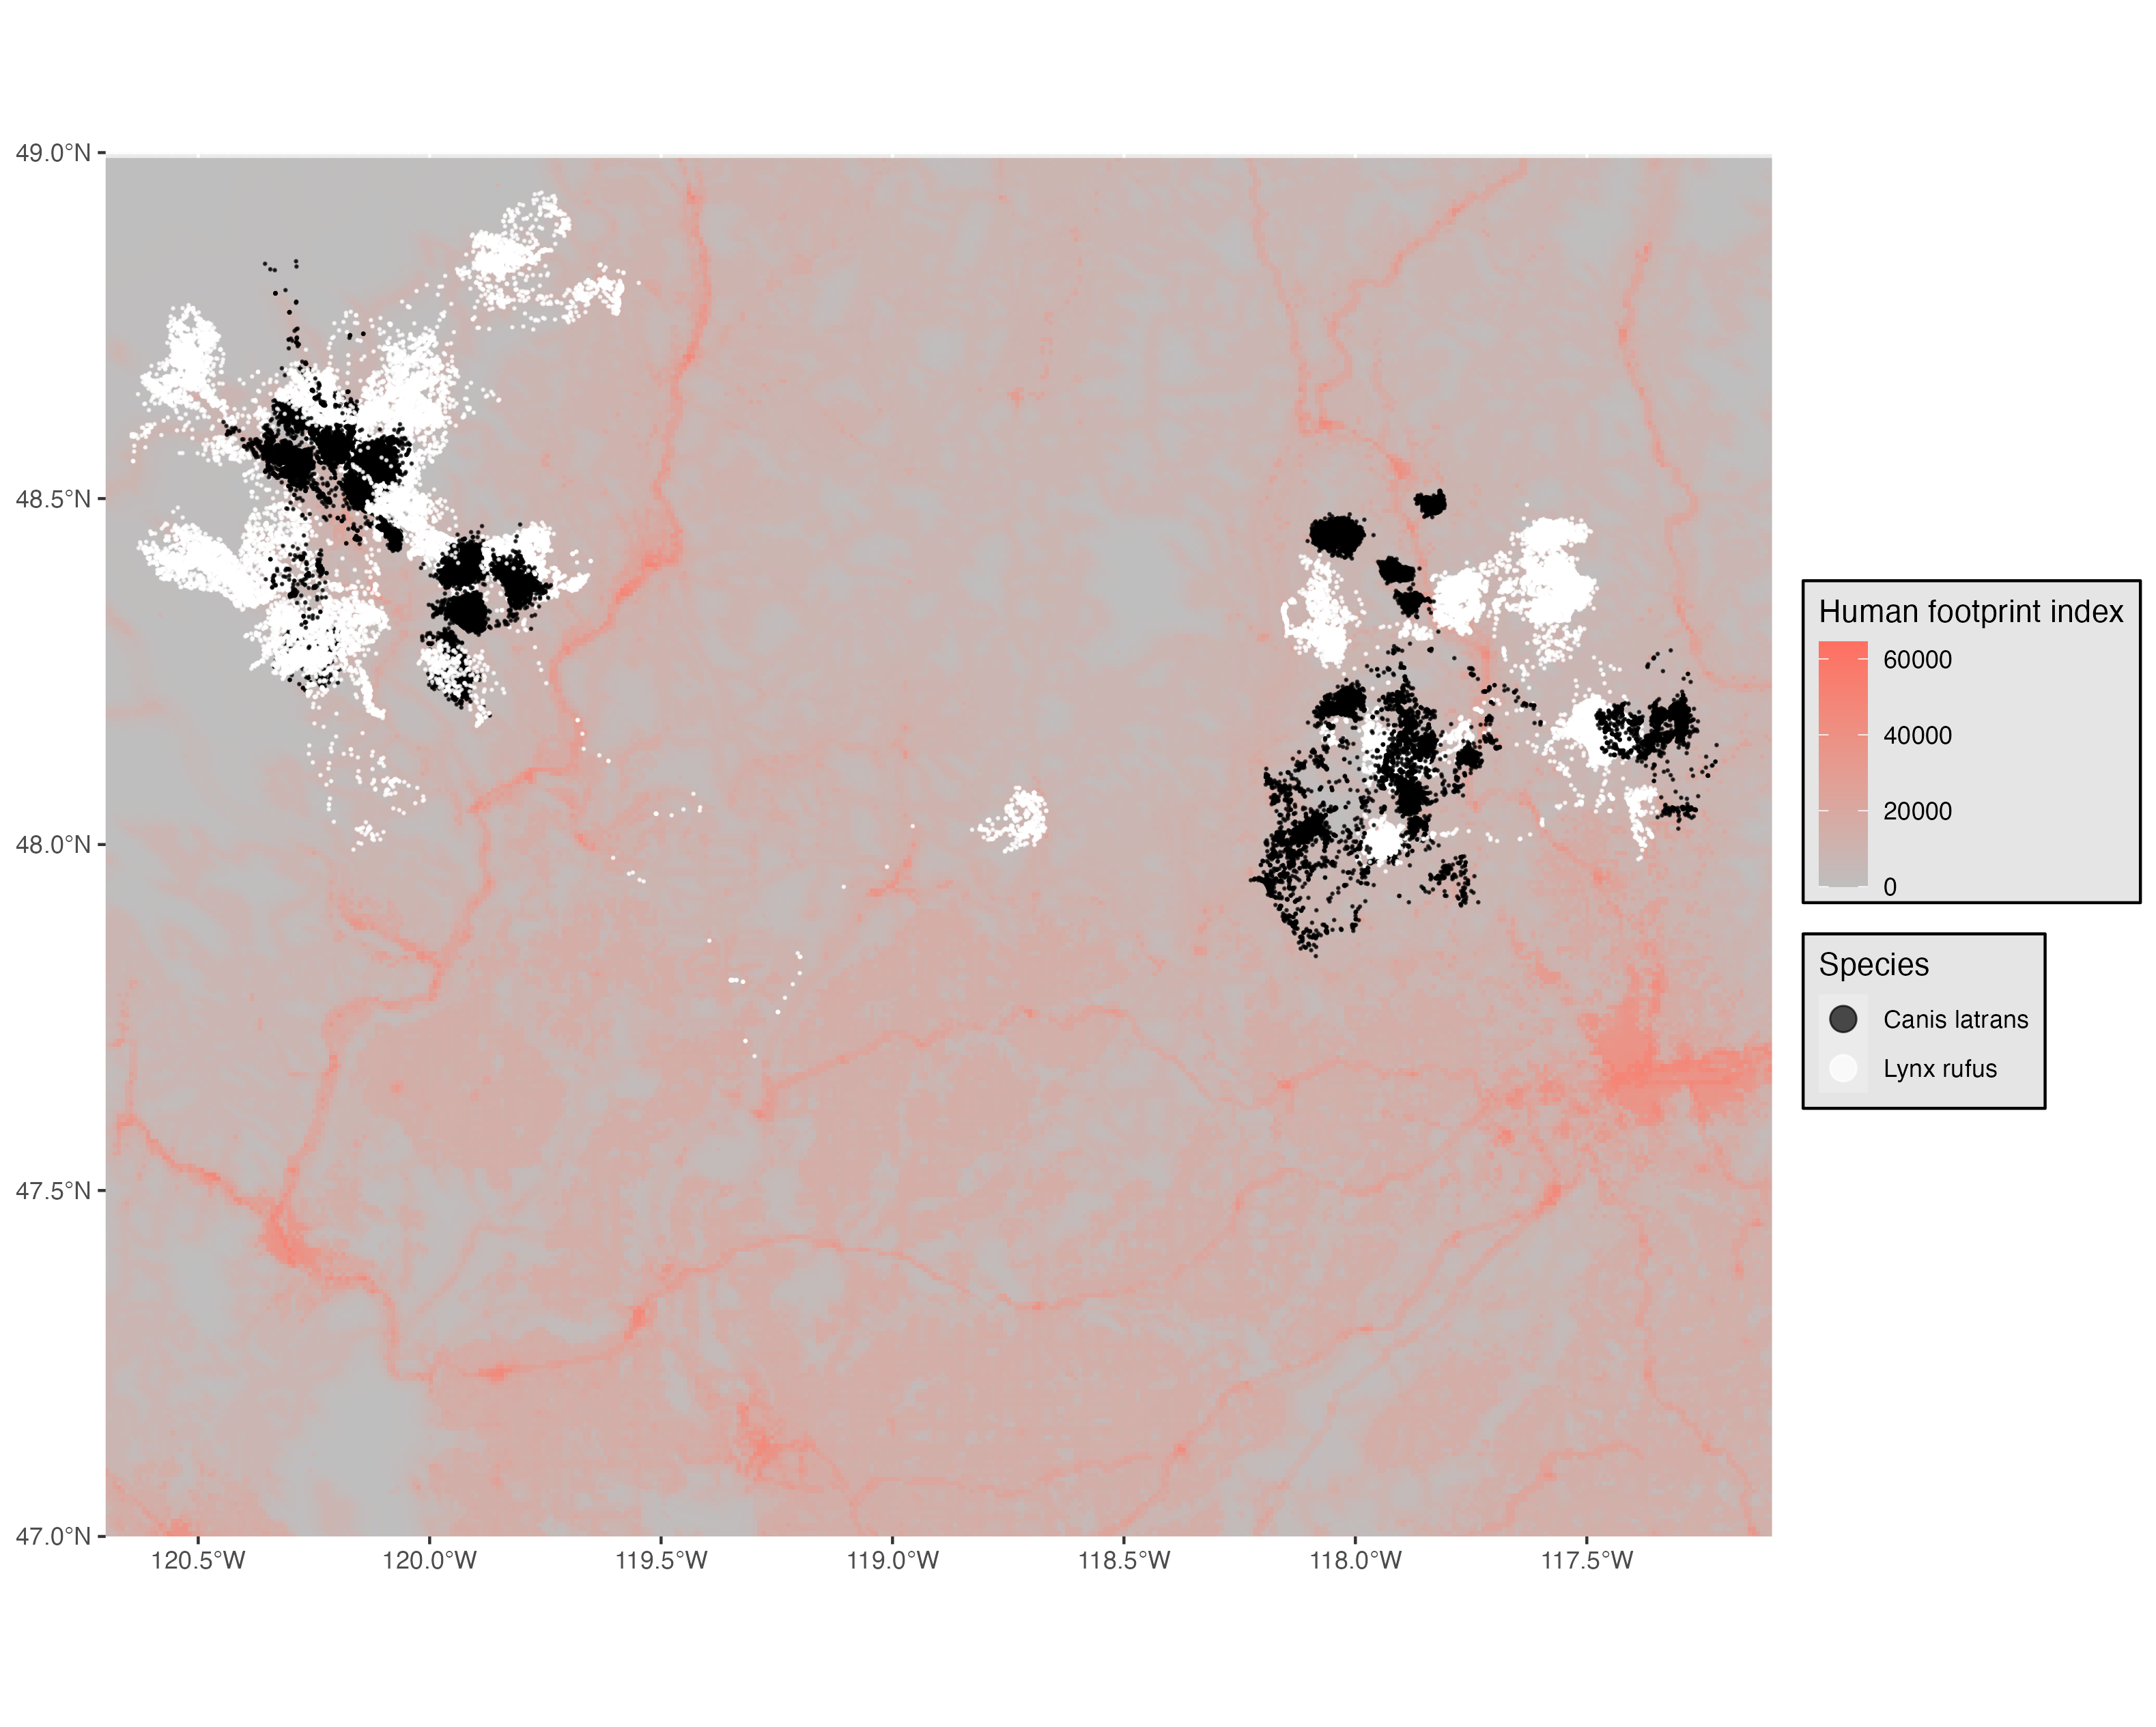 49.0°N
48.5°N
48.0°N
47.5°N
47.0°N
120.5°W 120.0°W 119.5°W 119.0°W 118.5°W 118.0°W 117.5°W
Human footprint index
60000
40000
20000
0
Species
Canis latrans
Lynx rufus